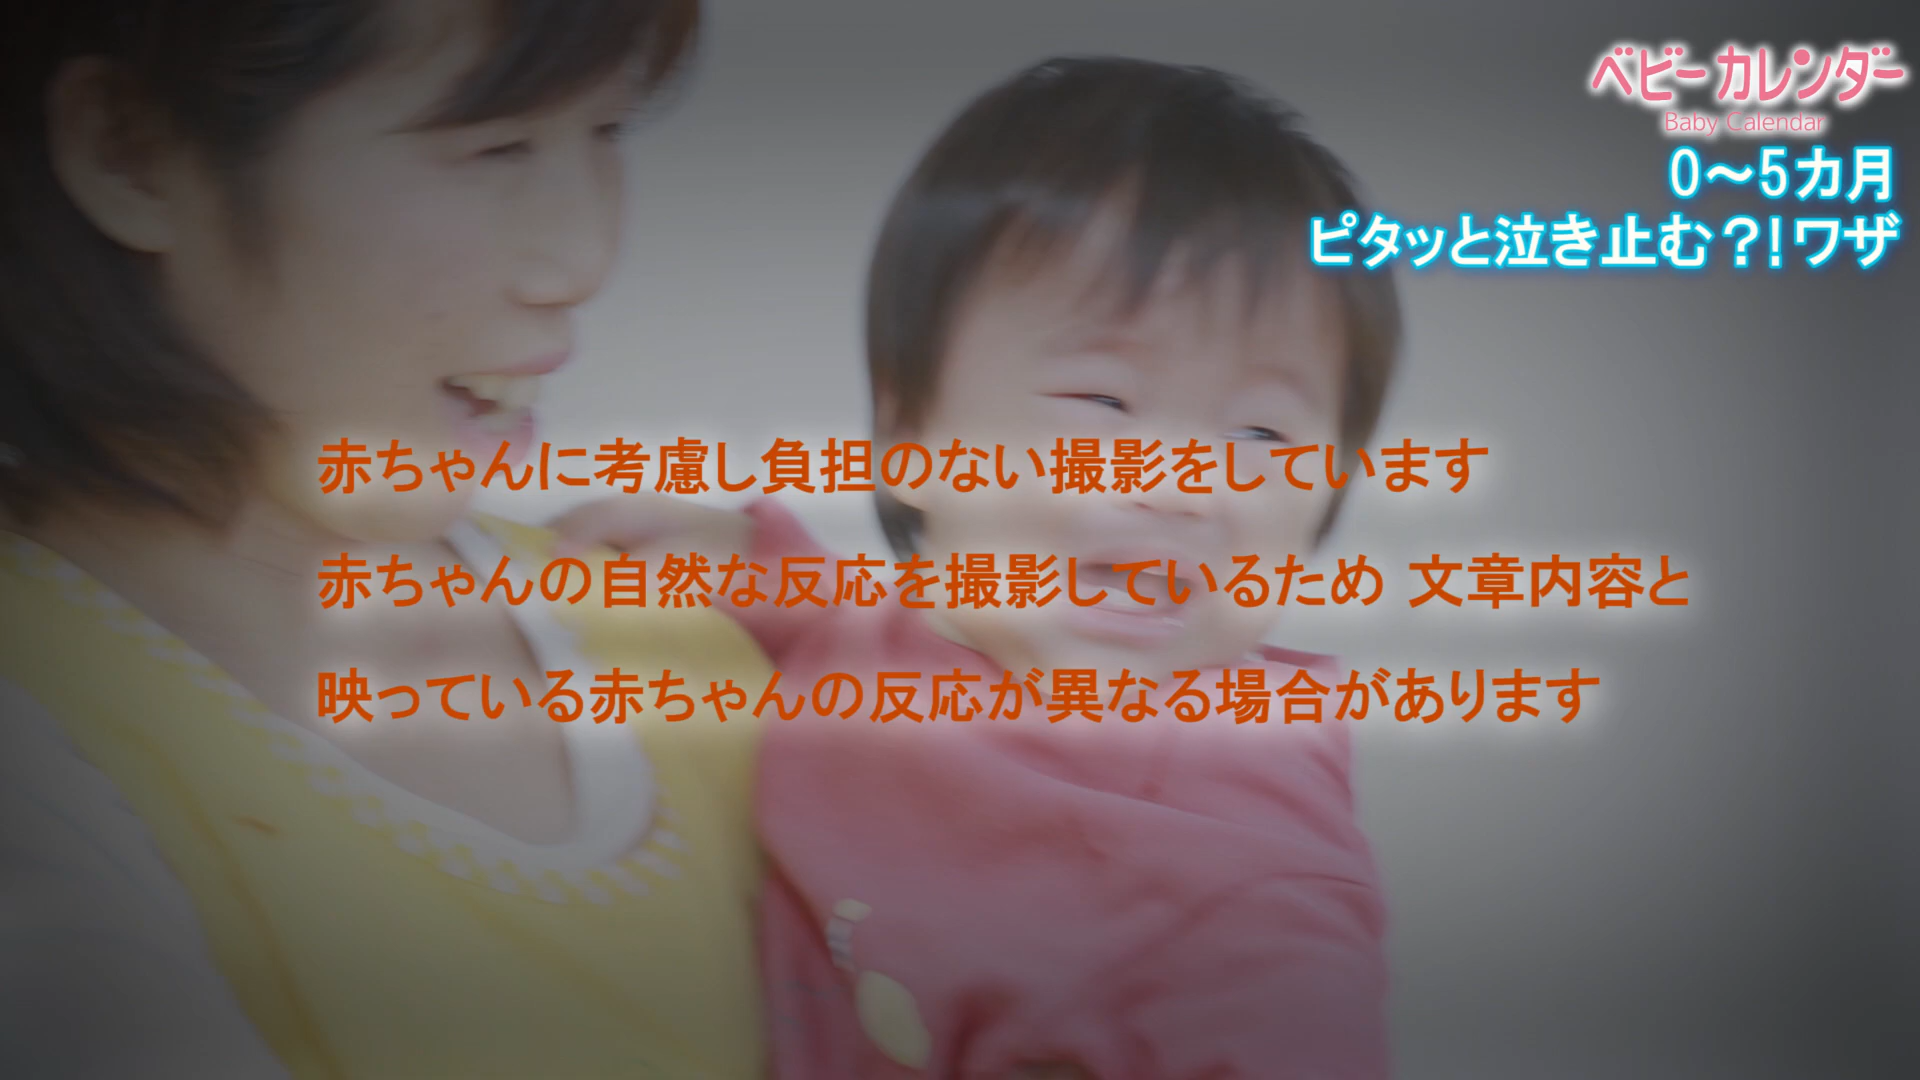 ベビーカレンダー
Baby Calendar
0～5カ月
ピタッと泣き止む？！ワザ
赤ちゃんに考慮し負担のない撮影をしています
赤ちゃんの自然な反応を撮影しているため 文章内容と
映っている赤ちゃんの反応が異なる場合があります